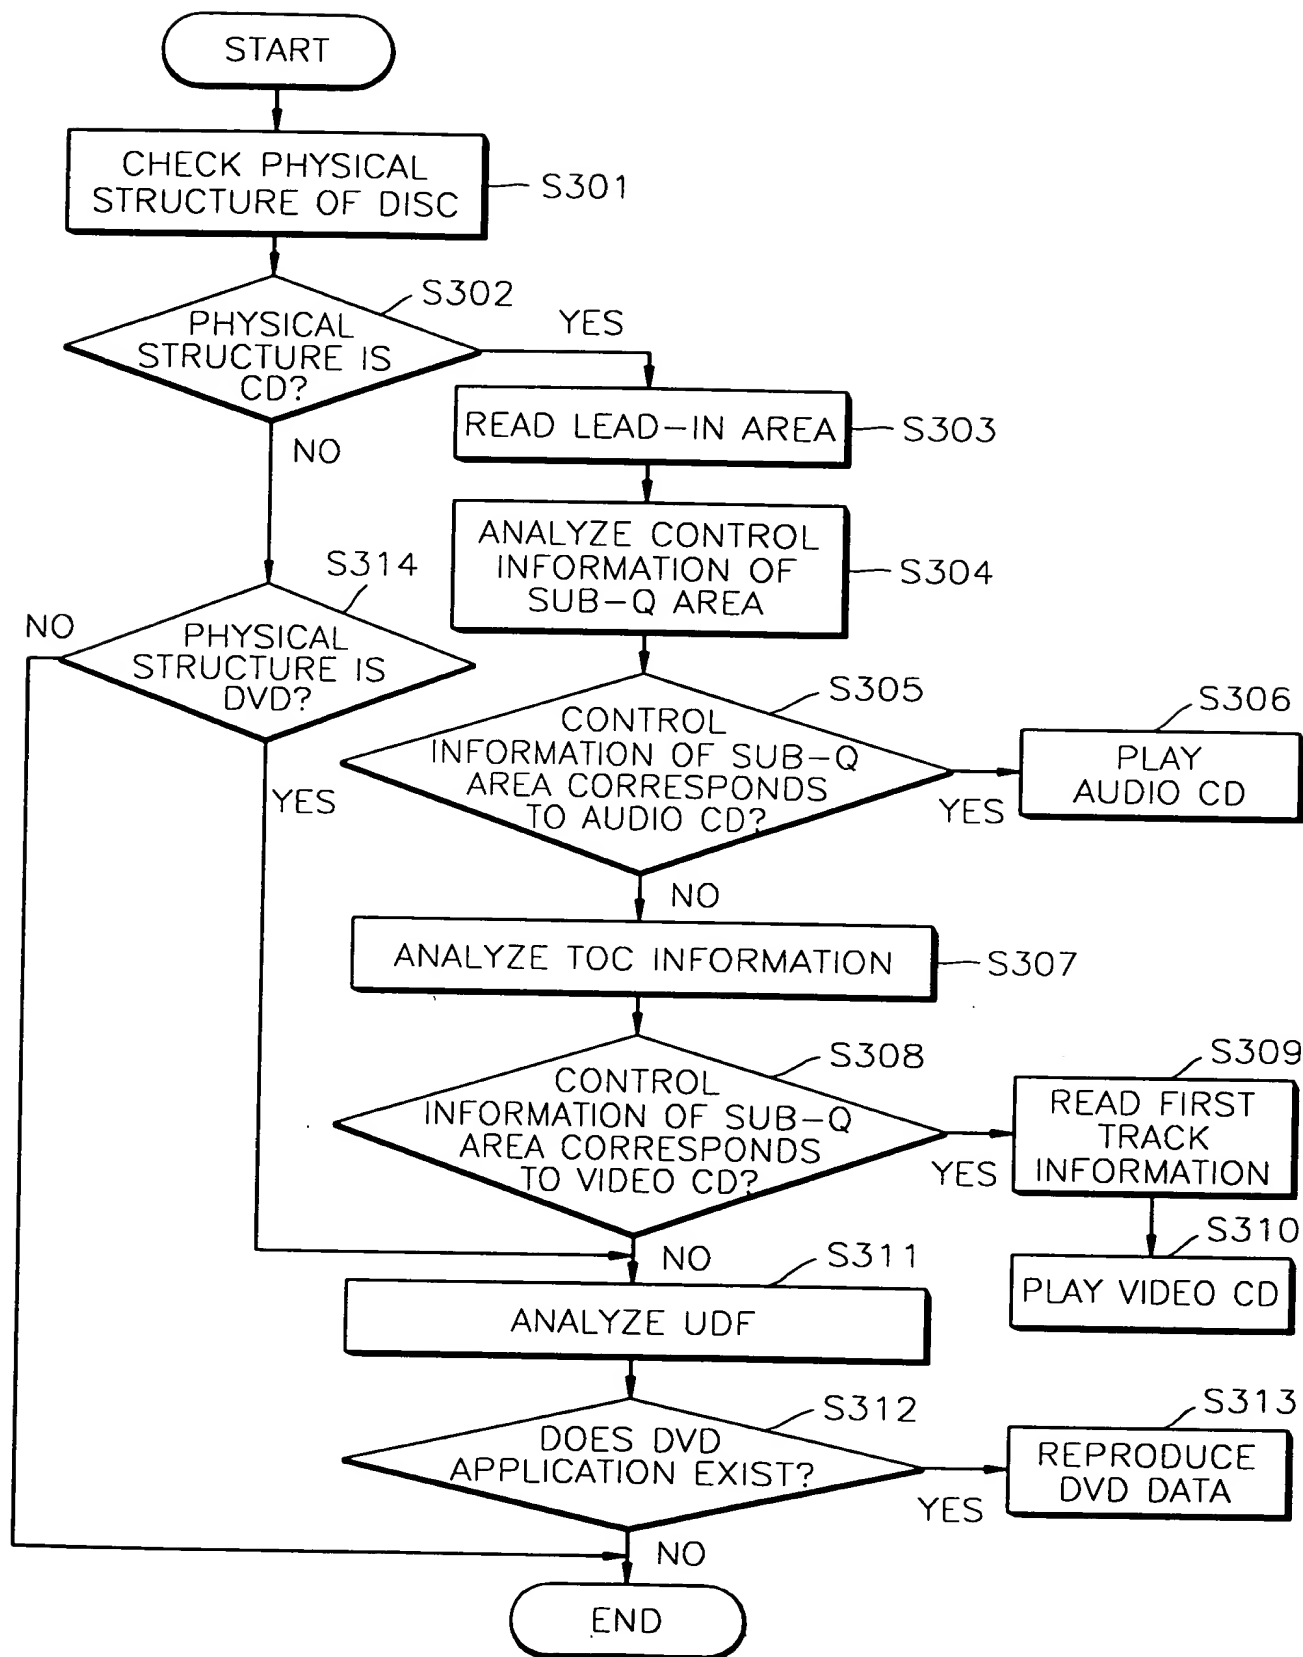 START
CHECK PHYSICAL
STRUCTURE OF DISC
S301
S302
PHYSICAL
STRUCTURE IS
CD?
YES
NO
READ LEAD-IN AREA
S303
ANALYZE CONTROL
INFORMATION OF
SUB-Q AREA
S304
S314
NO
PHYSICAL
STRUCTURE IS
DVD?
YES
S305
CONTROL
INFORMATION OF SUB-Q
AREA CORRESPONDS
TO AUDIO CD?
YES
S306
PLAY
AUDIO CD
NO
ANALYZE TOC INFORMATION
S307
S308
CONTROL
INFORMATION OF SUB-Q
AREA CORRESPONDS
TO VIDEO CD?
YES
S309
READ FIRST
TRACK
INFORMATION
S310
PLAY VIDEO CD
NO
S311
ANALYZE UDF
S312
DOES DVD
APPLICATION EXIST?
YES
S313
REPRODUCE
DVD DATA
NO
END